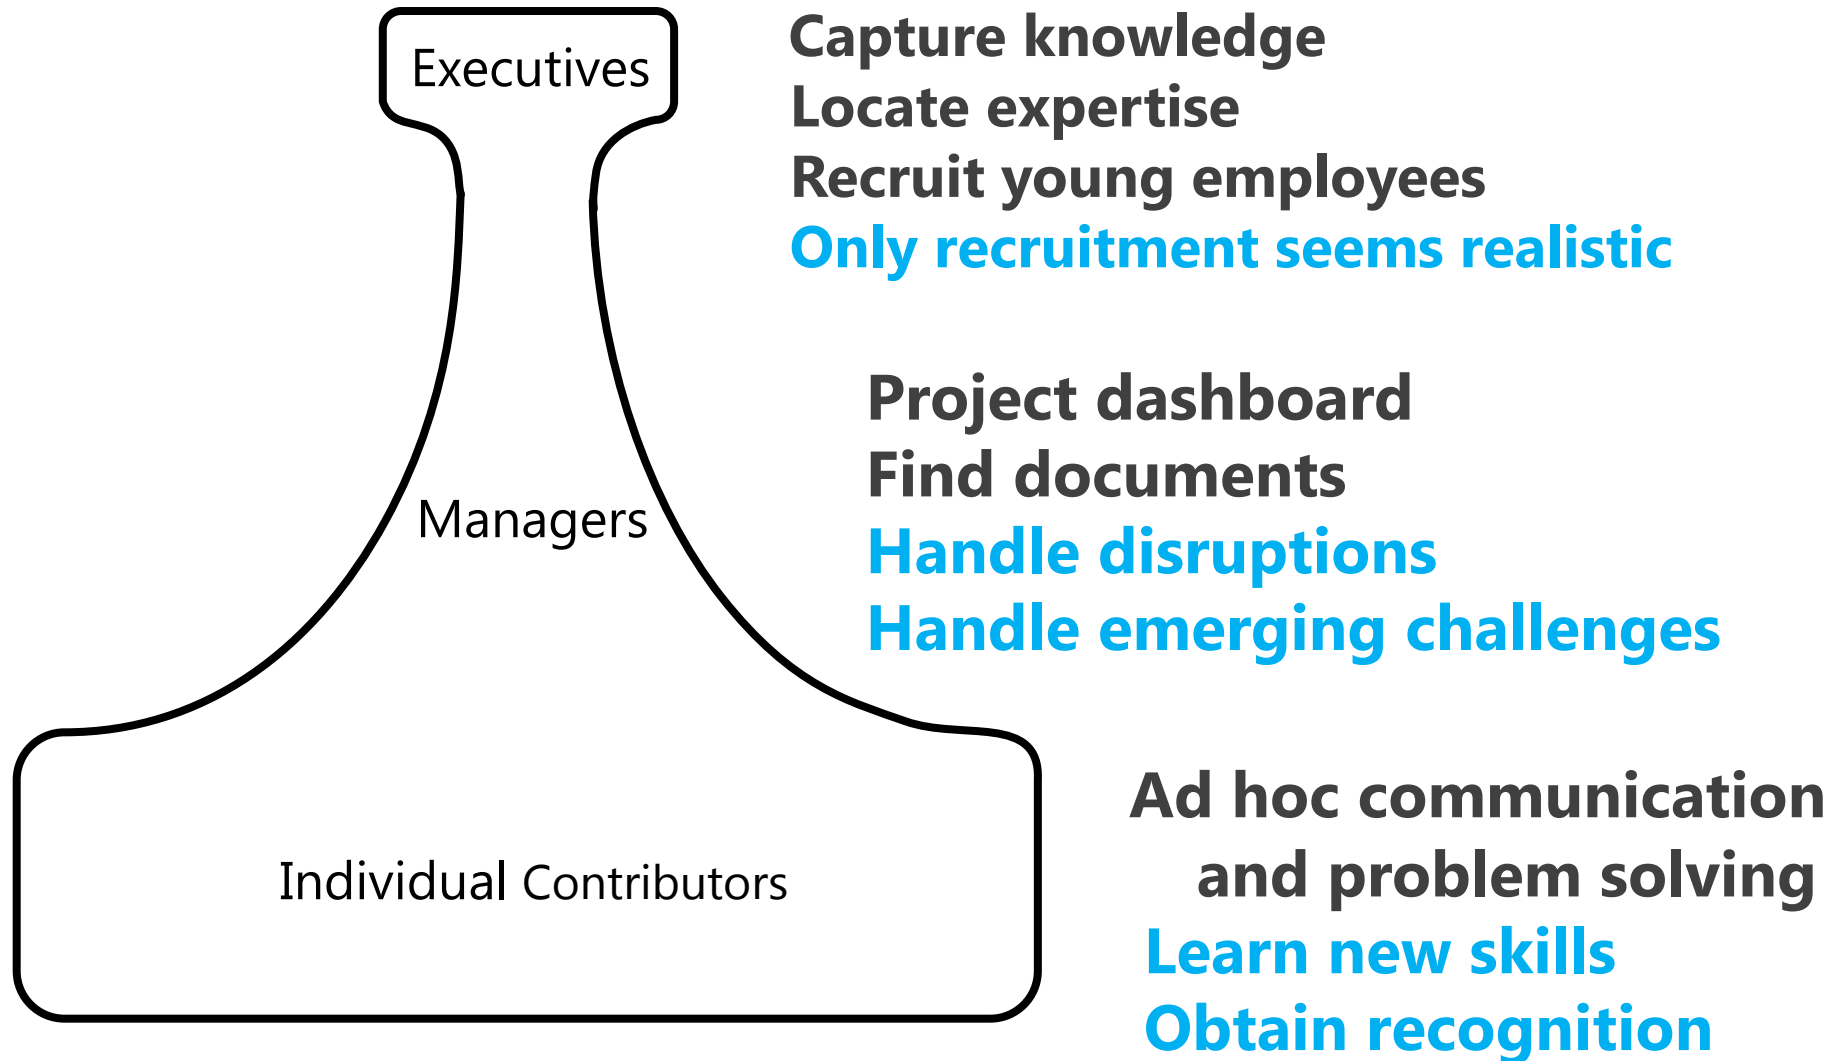 Executives
Capture knowledge
Locate expertise
Recruit young employees
Only recruitment seems realistic
Managers
Project dashboard
Find documents
Handle disruptions
Handle emerging challenges
Individual Contributors
Ad hoc communication
and problem solving
Learn new skills
Obtain recognition